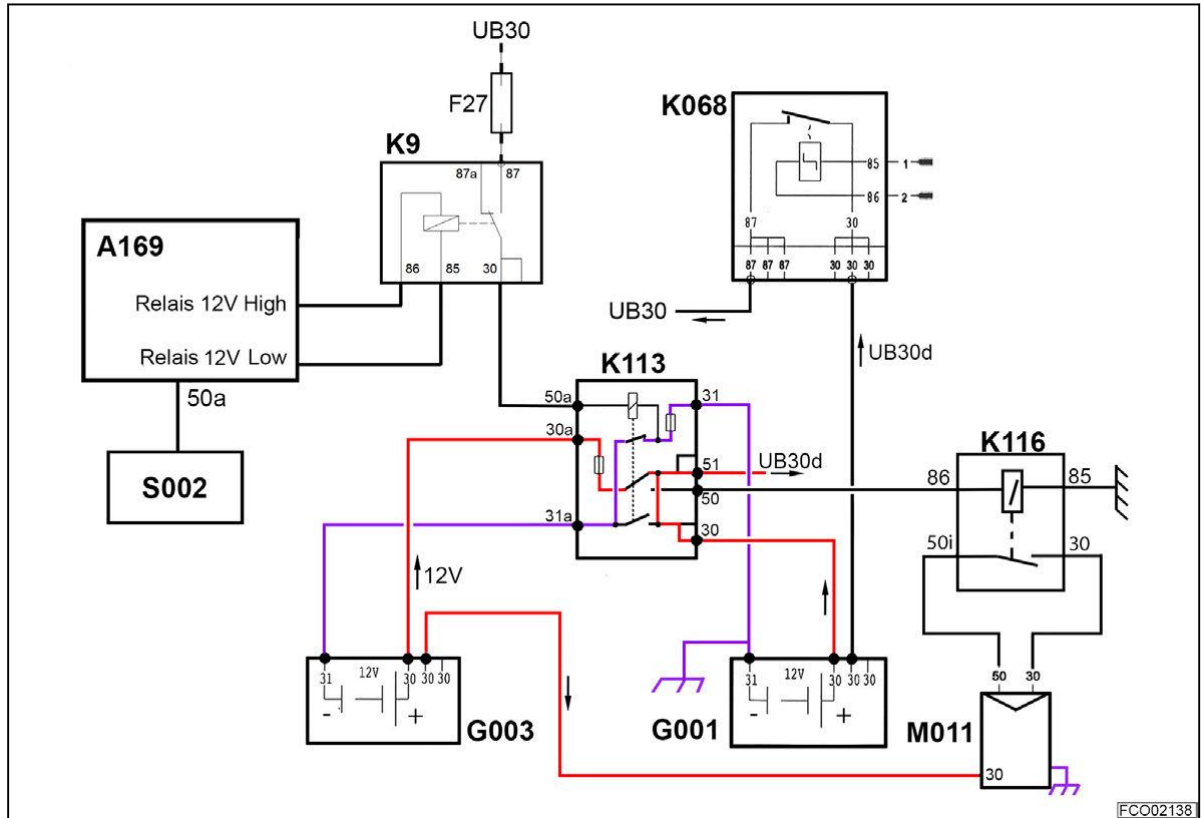 UB30
F27
K9
87a 87
86 85 30
A169
Relais 12V High
Relais 12V Low
50a
S002
K068
85 1
86 2
87 30
87 87 87 30 30 30
UB30
UB30d
K113
50a
31
30a
51
UB30d
50
31a
30
K116
86
85
50i
30
12V
31 12V 30 30 30
- +
G003
31 12V 30 30 30
- +
G001
50 30
M011
30
FCO02138